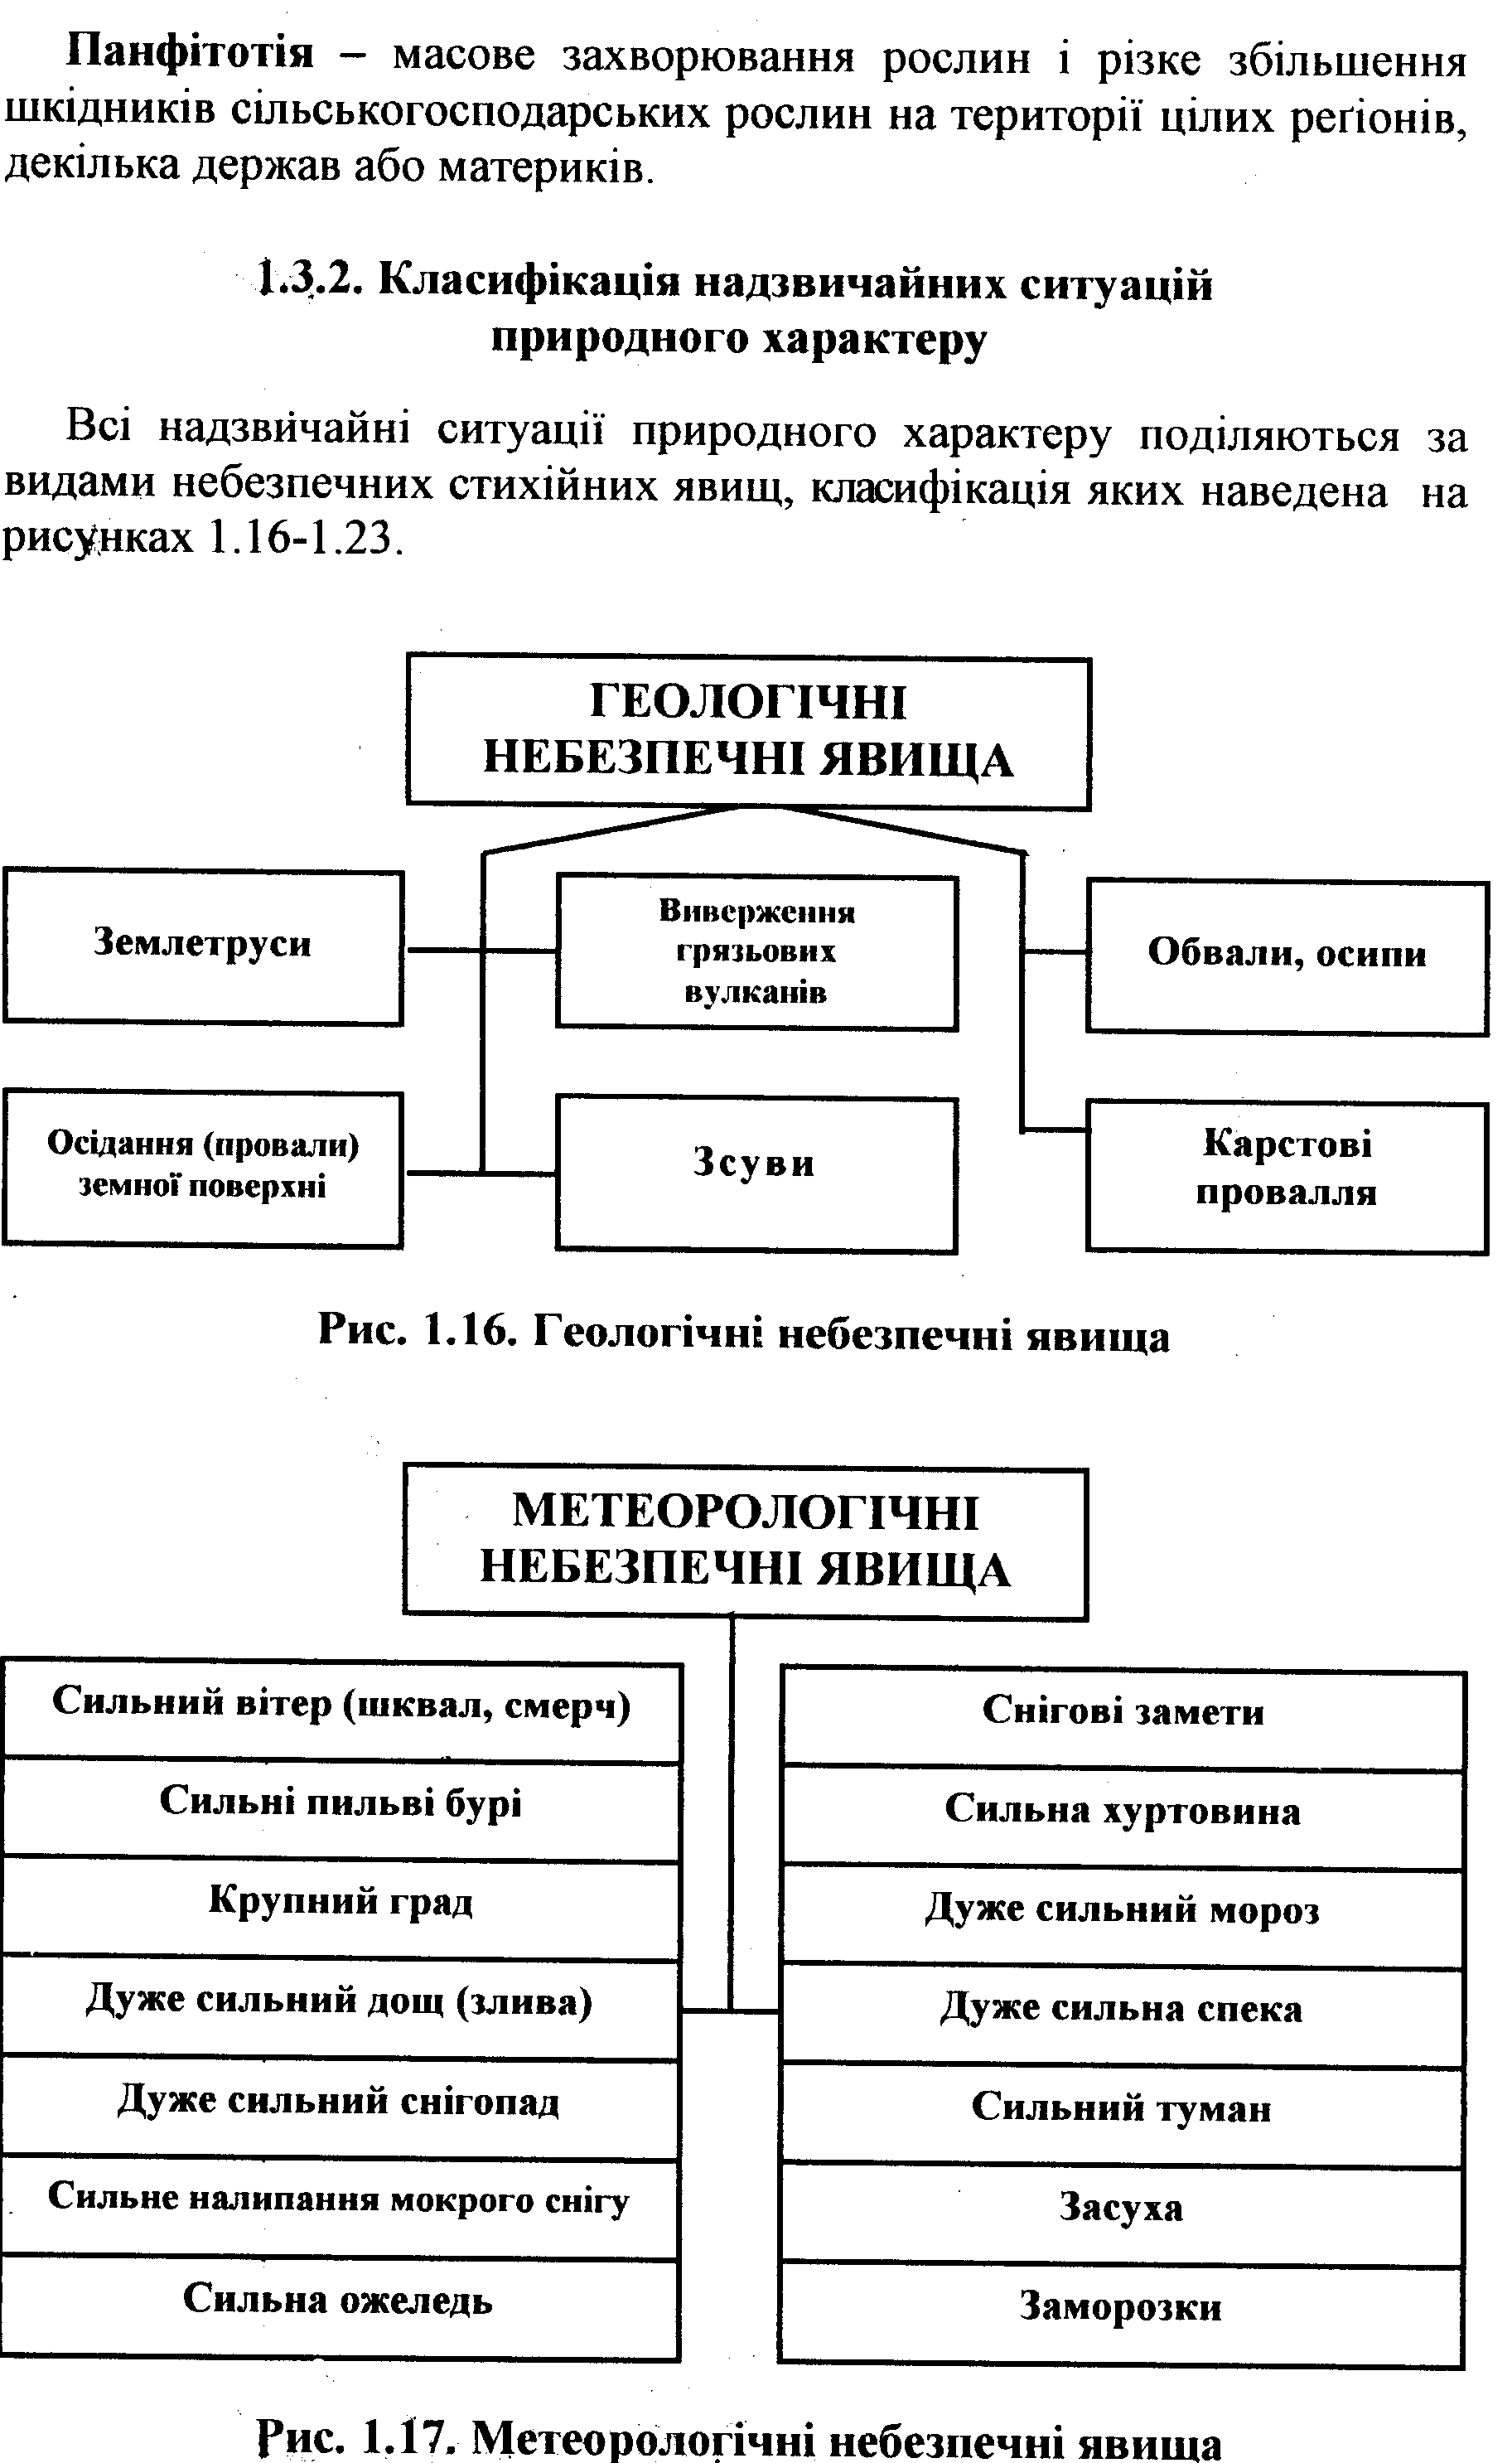 Панфітотія – масове захворювання рослин і різке збільшення
шкідників сільськогосподарських рослин на території цілих реґіонів,
декілька держав або материків.
1.3.2. Класифікація надзвичайних ситуацій
природного характеру
Всі надзвичайні ситуації природного характеру поділяються за
видами небезпечних стихійних явищ, класифікація яких наведена на
рисунках 1.16-1.23.
ГЕОЛОГІЧНІ
НЕБЕЗПЕЧНІ ЯВИЩА
Землетруси
Виверження
грязьових
вулканів
Обвали, осипи
Осідання (провали)
земної поверхні
Зсуви
Карстові
провалля
Рис. 1.16. Геологічні небезпечні явища
МЕТЕОРОЛОГІЧНІ
НЕБЕЗПЕЧНІ ЯВИЩА
Сильний вітер (шквал, смерч)
Сильні пильві бурі
Крупний град
Дуже сильний дощ (злива)
Дуже сильний снігопад
Сильне налипання мокрого снігу
Сильна ожеледь
Снігові замети
Сильна хуртовина
Дуже сильний мороз
Дуже сильна спека
Сильний туман
Засуха
Заморозки
Рис. 1.17. Метеорологічні небезпечні явища